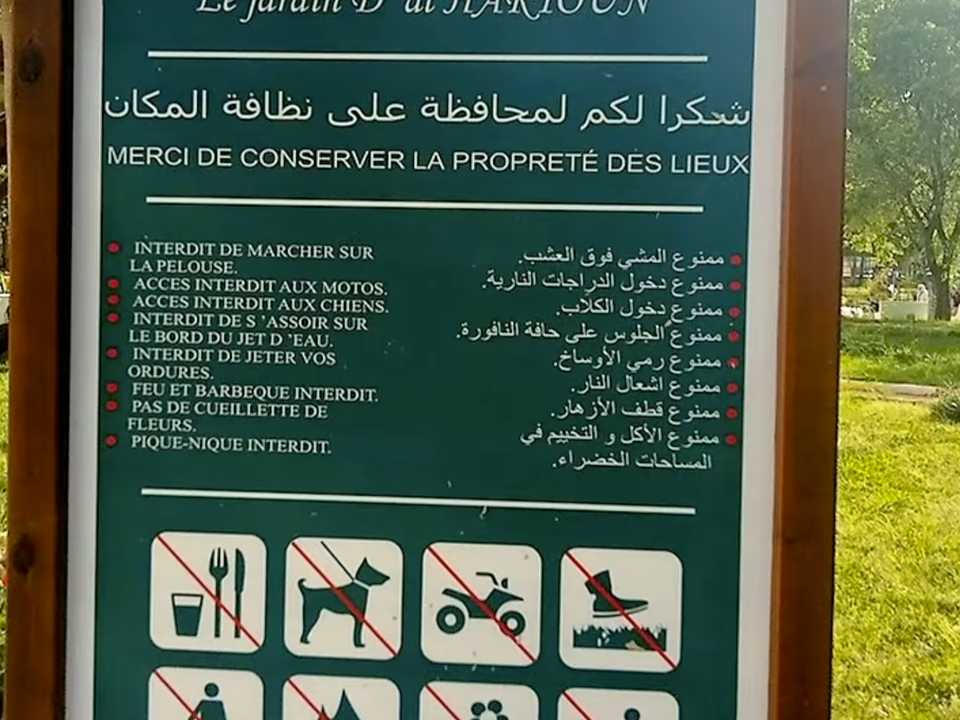 Le jardin D' al HARTOUN
شكرا لكم لمحافظة على نظافة المكان
MERCI DE CONSERVER LA PROPRETÉ DES LIEUX
INTERDIT DE MARCHER SUR
LA PELOUSE.
ACCES INTERDIT AUX MOTOS.
ACCES INTERDIT AUX CHIENS.
INTERDIT DE S 'ASSOIR SUR
LE BORD DU JET D 'EAU.
INTERDIT DE JETER VOS
ORDURES.
FEU ET BARBEQUE INTERDIT.
PAS DE CUEILLETTE DE
FLEURS.
PIQUE-NIQUE INTERDIT.
ممنوع المشي فوق العشب.
ممنوع دخول الدراجات النارية.
ممنوع دخول الكلاب.
ممنوع الجلوس على حافة النافورة.
ممنوع رمي الأوساخ.
ممنوع اشعال النار.
ممنوع قطف الأزهار.
ممنوع الأكل و التخييم في
المساحات الخضراء.